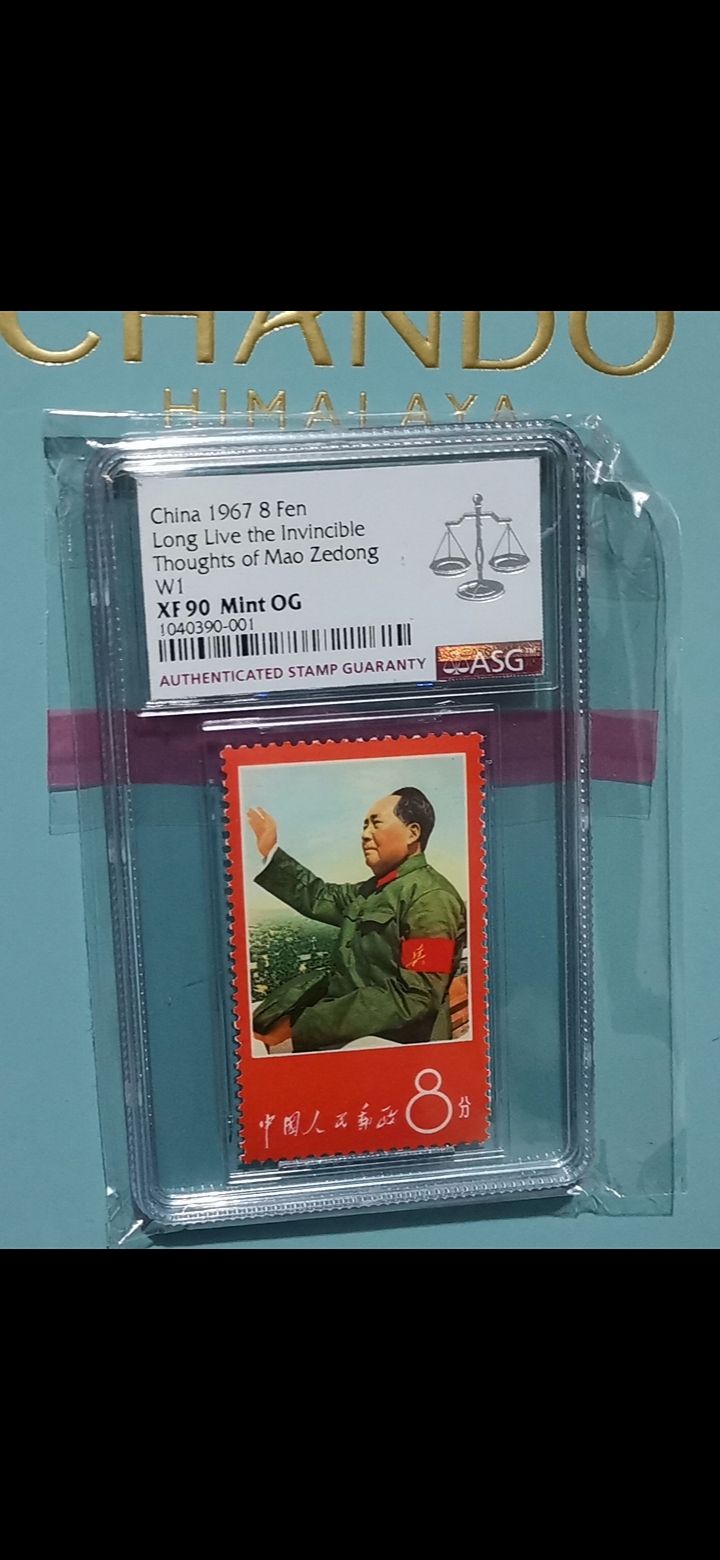 CHANDO
HIMALAYA
China 1967 8 Fen
Long Live the Invincible
Thoughts of Mao Zedong
W1
XF 90 Mint OG
1040390-001
AUTHENTICATED STAMP GUARANTY
ASG™
兵
中国人民邮政 8分